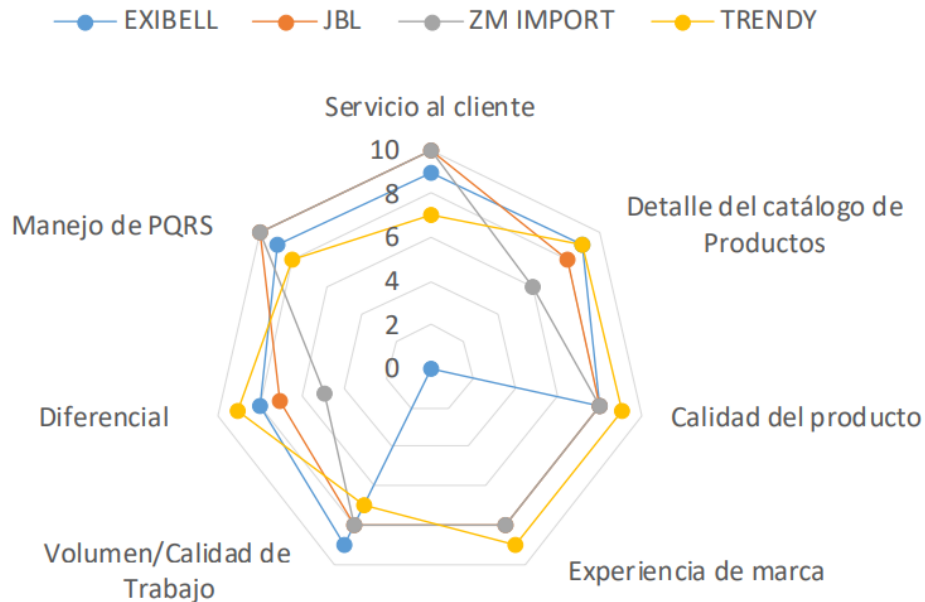 EXIBELL JBL ZM IMPORT TRENDY
Servicio al cliente
10
8
6
4
2
0
Detalle del catálogo de
Productos
Calidad del producto
Experiencia de marca
Volumen/Calidad de
Trabajo
Diferencial
Manejo de PQRS